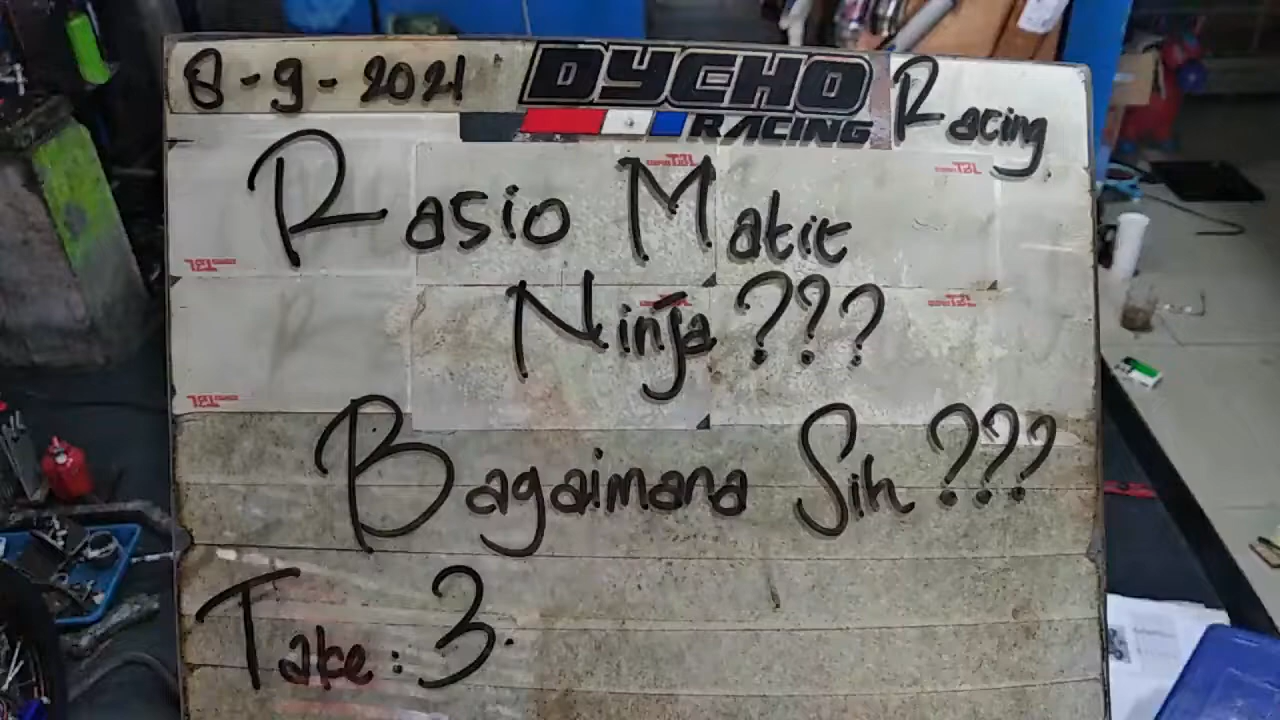 8-9-2021 DYCHO Racing
RACING
Rasio Matic
Ninja???
Bagaimana Sih???
Take: 3.